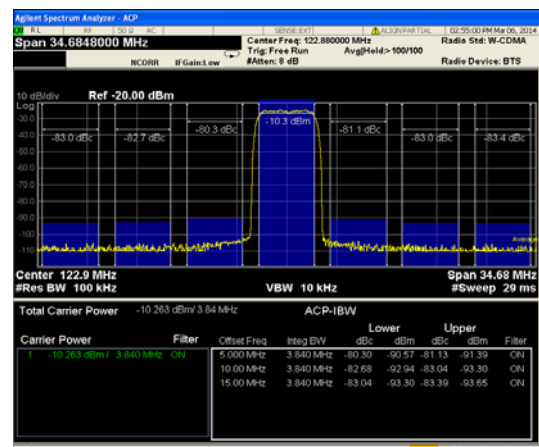 Agilent Spectrum Analyzer - ACP
RL RF 50 Ω AC SENSE:EXT ALIGN PARTIAL 02:55:00 PM Mar 06, 2014
Span 34.6848000 MHz Center Freq: 122.880000 MHz Radio Std: W-CDMA
Trig: Free Run Avg|Hold:> 100/100
NCORR IFGain:Low #Atten: 8 dB Radio Device: BTS
10 dB/div Ref -20.00 dBm
Log
-30.0
-10.3 dBm
-80.3 dBc -81.1 dBc
-40.0 -83.0 dBc -82.7 dBc -83.0 dBc -83.4 dBc
-50.0
-60.0
-70.0
-80.0
-90.0
-100
Average
-110
Center 122.9 MHz Span 34.68 MHz
#Res BW 100 kHz VBW 10 kHz #Sweep 29 ms
Total Carrier Power -10.263 dBm/ 3.84 MHz ACP-IBW
Lower Upper
Carrier Power Filter Offset Freq Integ BW dBc dBm dBc dBm Filter
1 -10.263 dBm / 3.840 MHz ON 5.000 MHz 3.840 MHz -80.30 -90.57 -81.13 -91.39 ON
10.00 MHz 3.840 MHz -82.68 -92.94 -83.04 -93.30 ON
15.00 MHz 3.840 MHz -83.04 -93.30 -83.39 -93.65 ON